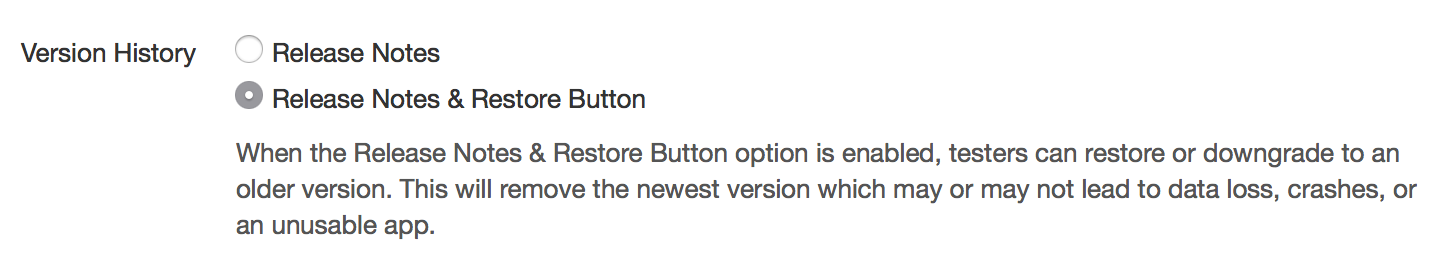 Version History
Release Notes
Release Notes & Restore Button
When the Release Notes & Restore Button option is enabled, testers can restore or downgrade to an
older version. This will remove the newest version which may or may not lead to data loss, crashes, or
an unusable app.